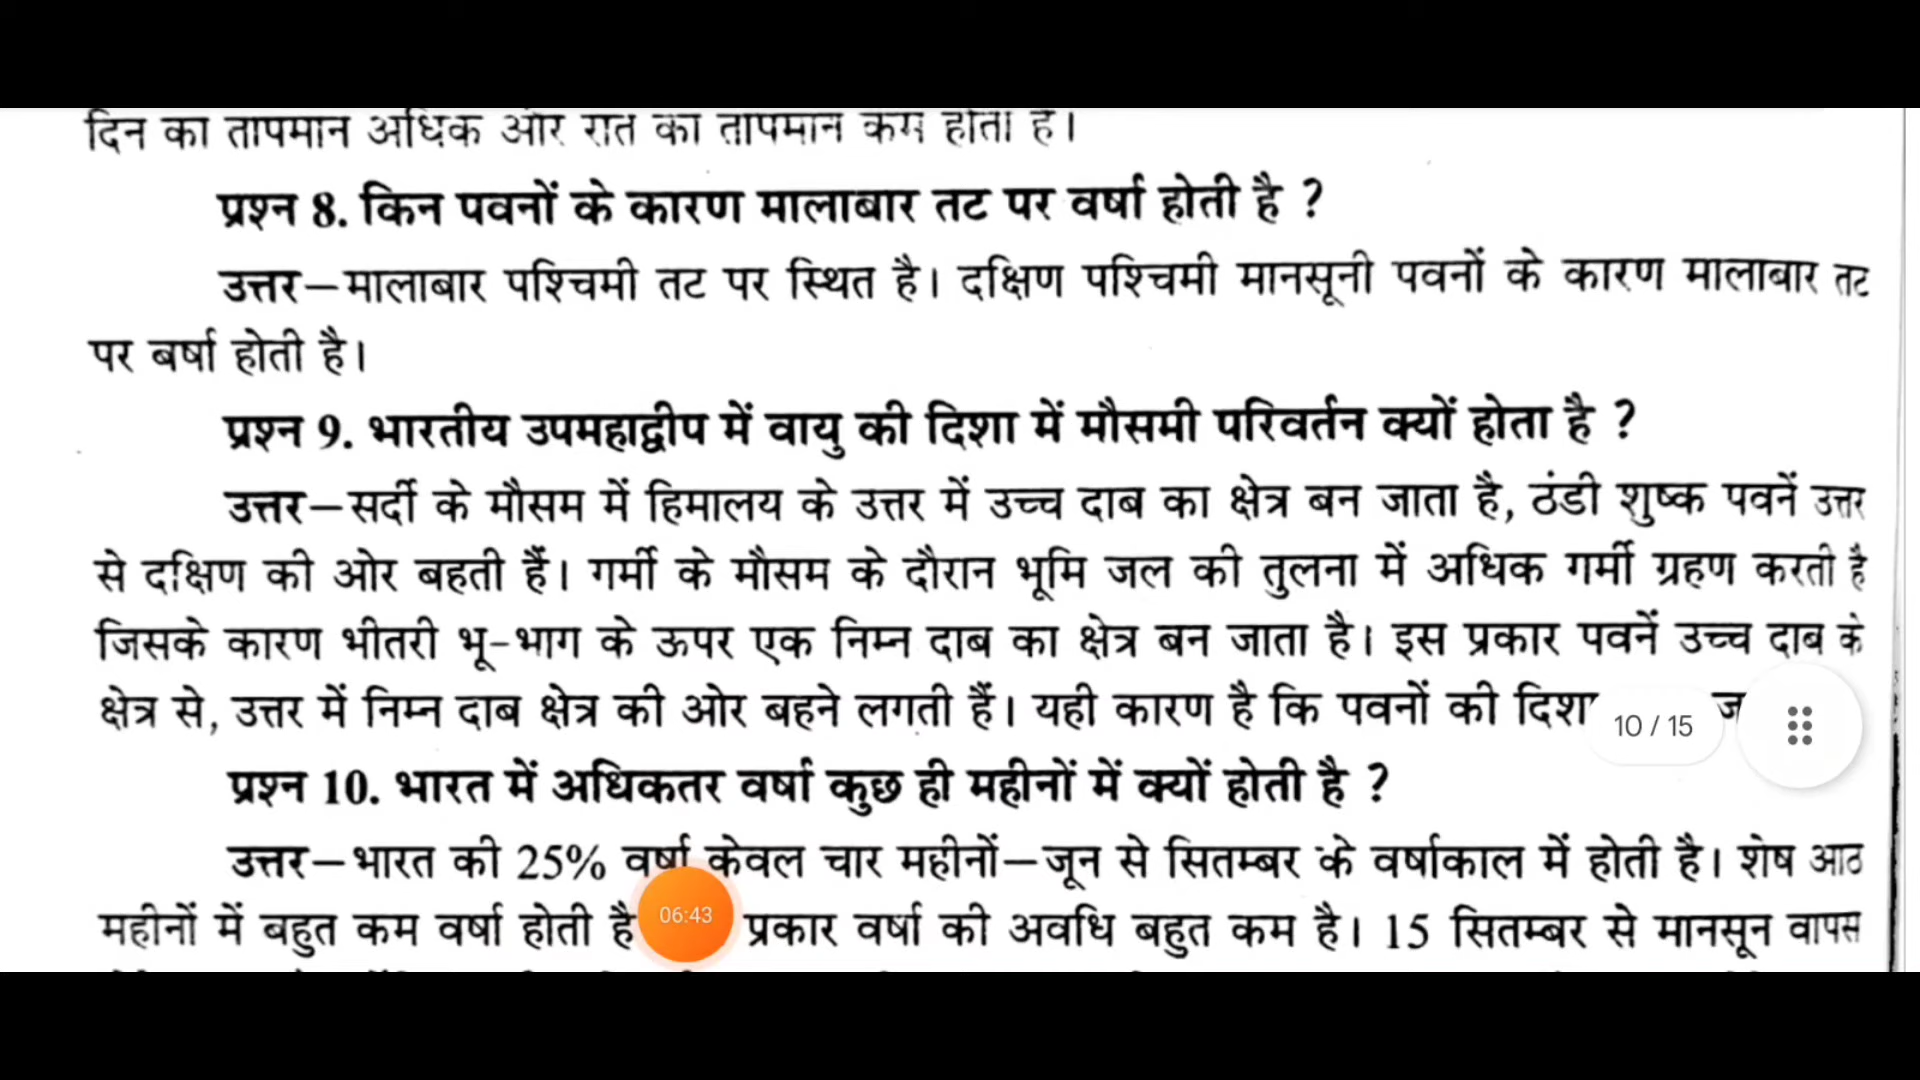 दिन का तापमान अधिक और रात का तापमान कम होता है।
प्रश्न 8. किन पवनों के कारण मालाबार तट पर वर्षा होती है ?
उत्तर–मालाबार पश्चिमी तट पर स्थित है। दक्षिण पश्चिमी मानसूनी पवनों के कारण मालाबार तट
पर बर्षा होती है।
प्रश्न 9. भारतीय उपमहाद्वीप में वायु की दिशा में मौसमी परिवर्तन क्यों होता है ?
उत्तर–सर्दी के मौसम में हिमालय के उत्तर में उच्च दाब का क्षेत्र बन जाता है, ठंडी शुष्क पवनें उत्तर
से दक्षिण की ओर बहती हैं। गर्मी के मौसम के दौरान भूमि जल की तुलना में अधिक गर्मी ग्रहण करती है
जिसके कारण भीतरी भू-भाग के ऊपर एक निम्न दाब का क्षेत्र बन जाता है। इस प्रकार पवनें उच्च दाब के
क्षेत्र से, उत्तर में निम्न दाब क्षेत्र की ओर बहने लगती हैं। यही कारण है कि पवनों की दिशा
10 / 15
प्रश्न 10. भारत में अधिकतर वर्षा कुछ ही महीनों में क्यों होती है ?
उत्तर–भारत की 25% वर्षा केवल चार महीनों–जून से सितम्बर के वर्षाकाल में होती है। शेष आठ
महीनों में बहुत कम वर्षा होती है 06:43 प्रकार वर्षा की अवधि बहुत कम है। 15 सितम्बर से मानसून वापस